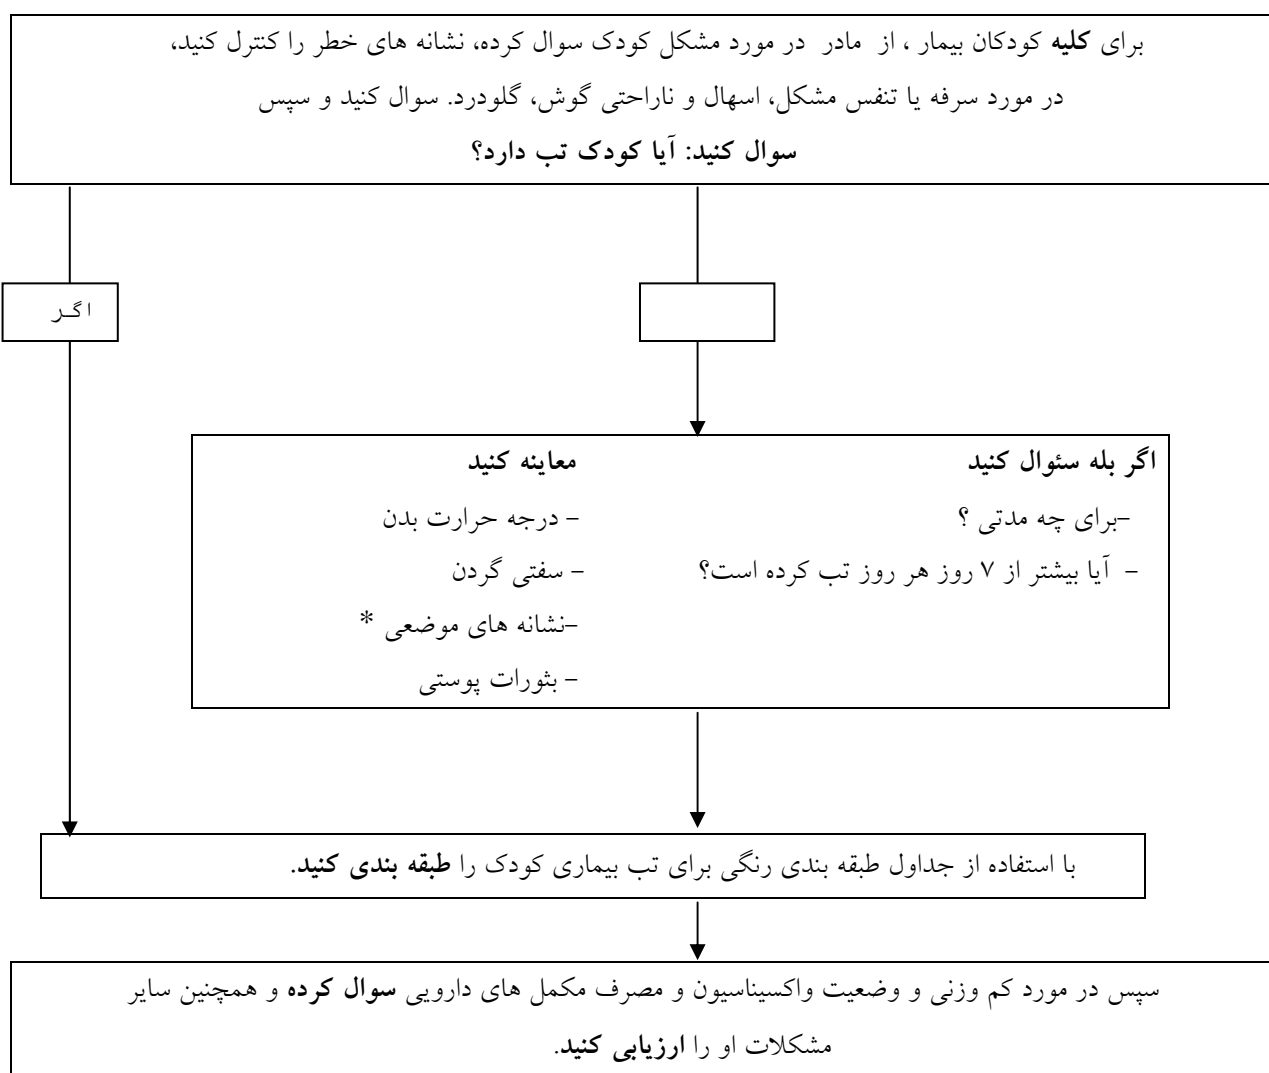 برای کلیه کودکان بیمار ، از مادر در مورد مشکل کودک سوال کرده، نشانه های خطر را کنترل کنید،
در مورد سرفه یا تنفس مشکل، اسهال و ناراحتی گوش، گلودرد. سوال کنید و سپس
سوال کنید: آیا کودک تب دارد؟
اگر
اگر بله سئوال کنید
-برای چه مدتی ؟
- آیا بیشتر از ۷ روز هر روز تب کرده است؟
معاینه کنید
- درجه حرارت بدن
- سفتی گردن
-نشانه های موضعی *
- بثورات پوستی
با استفاده از جداول طبقه بندی رنگی برای تب بیماری کودک را طبقه بندی کنید.
سپس در مورد کم وزنی و وضعیت واکسیناسیون و مصرف مکمل های دارویی سوال کرده و همچنین سایر
مشکلات او را ارزیابی کنید.